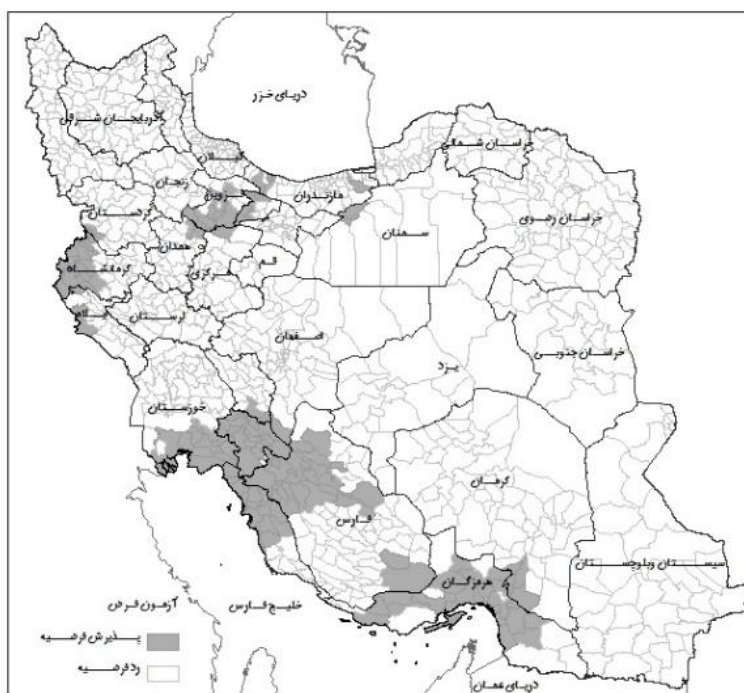 دریای خزر
آذربایجان شرقی
خراسان شمالی
گیلان
زنجان
قزوین
مازندران
خراسان رضوی
کردستان
سمنان
همدان
قم
کرمانشاه
مرکزی
ایلام
لرستان
اصفهان
خراسان جنوبی
یزد
خوزستان
کرمان
فارس
سیستان وبلوچستان
هرمزگان
خلیج فارس
آزمون فرض
پذیرش فرضیه
رد فرضیه
دریای عمان